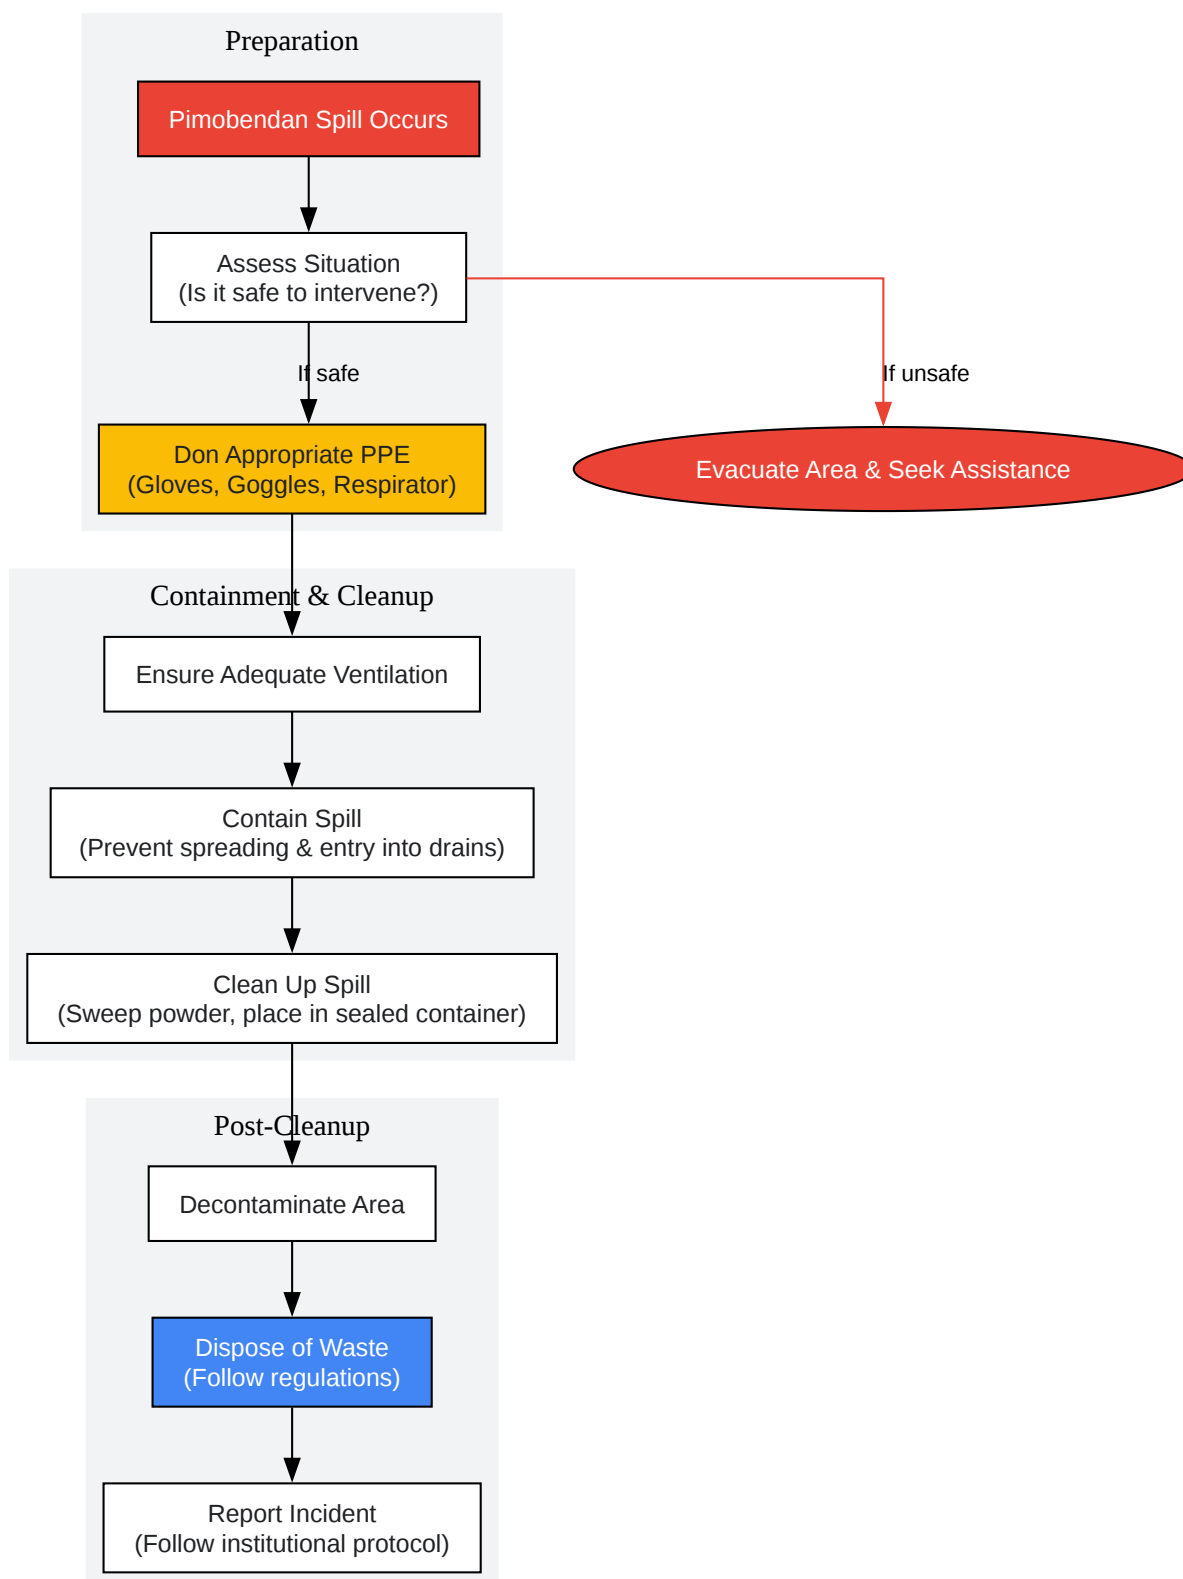 Preparation
Pimobendan Spill Occurs
Assess Situation
(Is it safe to intervene?)
If safe
If unsafe
Don Appropriate PPE
(Gloves, Goggles, Respirator)
Evacuate Area & Seek Assistance
Containment & Cleanup
Ensure Adequate Ventilation
Contain Spill
(Prevent spreading & entry into drains)
Clean Up Spill
(Sweep powder, place in sealed container)
Post-Cleanup
Decontaminate Area
Dispose of Waste
(Follow regulations)
Report Incident
(Follow institutional protocol)